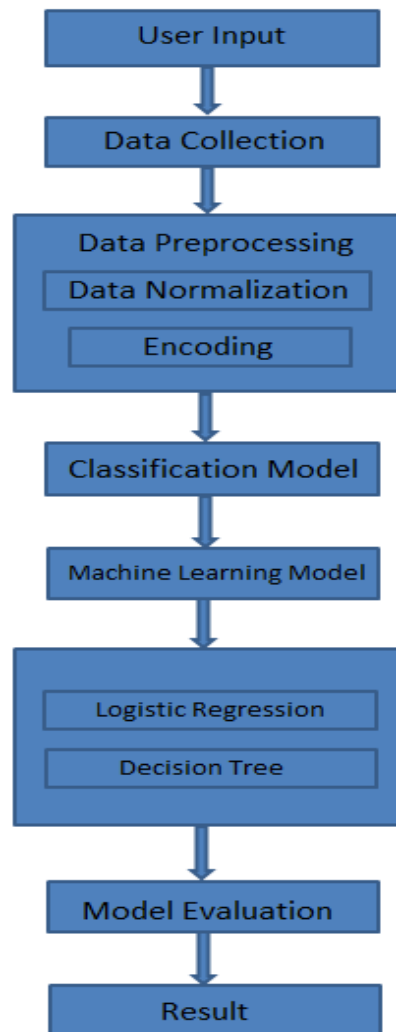 User Input
Data Collection
Data Preprocessing
Data Normalization
Encoding
Classification Model
Machine Learning Model
Logistic Regression
Decision Tree
Model Evaluation
Result